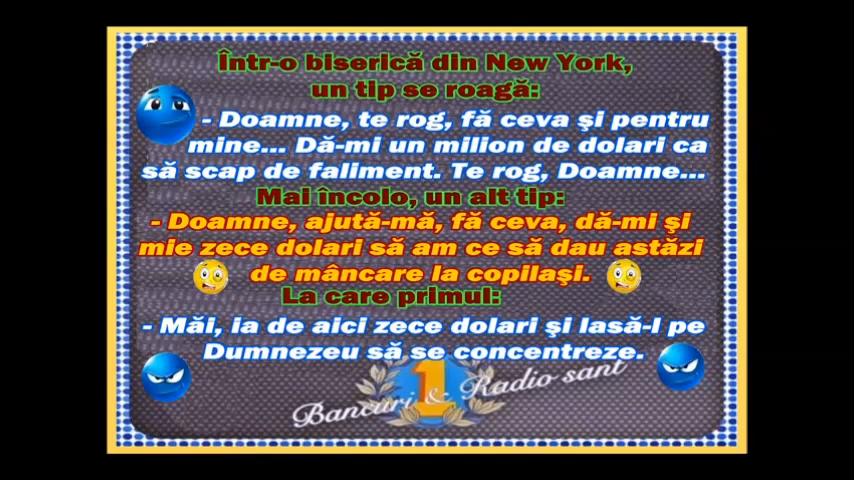 Într-o biserică din New York,
un tip se roagă:
- Doamne, te rog, fă ceva şi pentru
mine... Dă-mi un milion de dolari ca
să scap de faliment. Te rog, Doamne...
Mai încolo, un alt tip:
- Doamne, ajută-mă, fă ceva, dă-mi şi
mie zece dolari să am ce să dau astăzi
de mâncare la copilaşi.
La care primul:
- Măi, ia de aici zece dolari şi lasă-l pe
Dumnezeu să se concentreze.
1
Bancuri & Radio sant